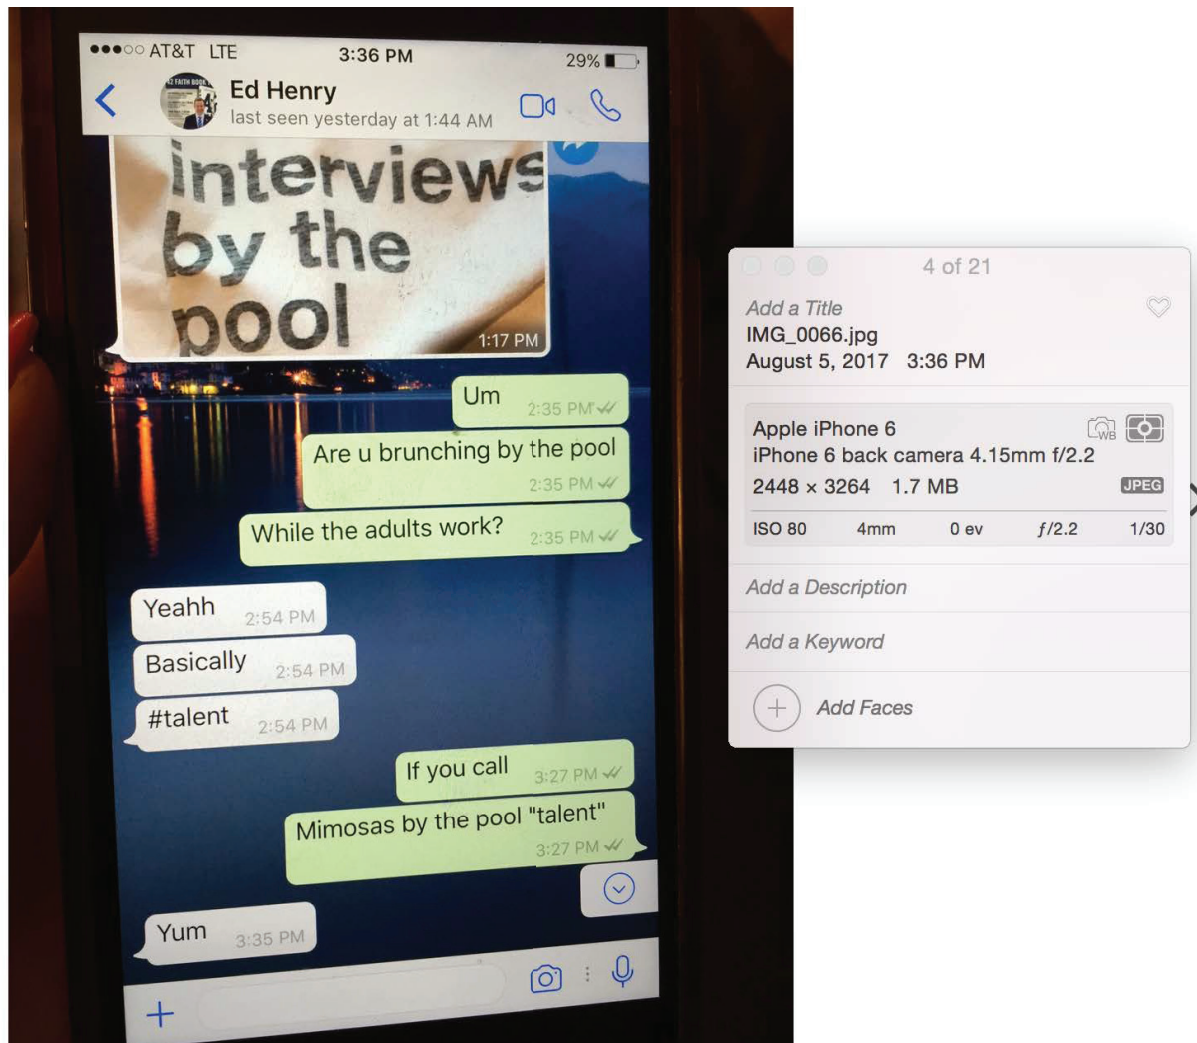 AT&T LTE 3:36 PM 29%
Ed Henry
last seen yesterday at 1:44 AM
interviews
by the
pool
1:17 PM
Um 2:35 PM
Are u brunching by the pool
2:35 PM
While the adults work? 2:35 PM
Yeahh 2:54 PM
Basically 2:54 PM
#talent 2:54 PM
If you call 3:27 PM
Mimosas by the pool "talent"
3:27 PM
Yum 3:35 PM
4 of 21
Add a Title
IMG_0066.jpg
August 5, 2017 3:36 PM
Apple iPhone 6
WB
iPhone 6 back camera 4.15mm f/2.2
2448 × 3264 1.7 MB JPEG
ISO 80 4mm 0 ev ƒ/2.2 1/30
Add a Description
Add a Keyword
Add Faces